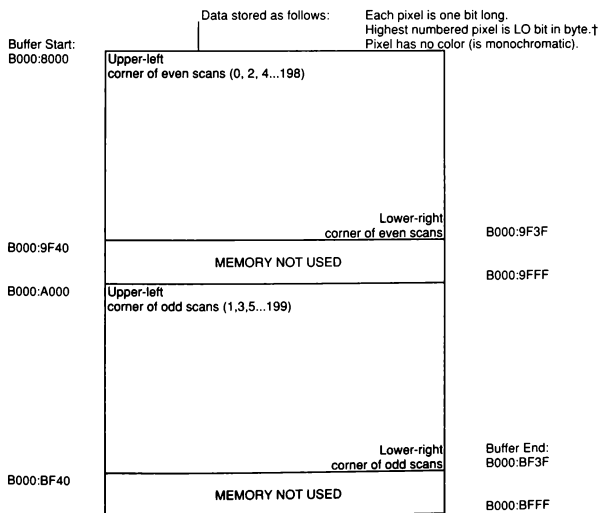 Data stored as follows:
Each pixel is one bit long.
Highest numbered pixel is LO bit in byte.†
Pixel has no color (is monochromatic).
Buffer Start:
B000:8000
Upper-left
corner of even scans (0, 2, 4...198)
Lower-right
corner of even scans
B000:9F3F
B000:9F40
MEMORY NOT USED
B000:9FFF
B000:A000
Upper-left
corner of odd scans (1,3,5...199)
Lower-right
corner of odd scans
Buffer End:
B000:BF3F
B000:BF40
MEMORY NOT USED
B000:BFFF